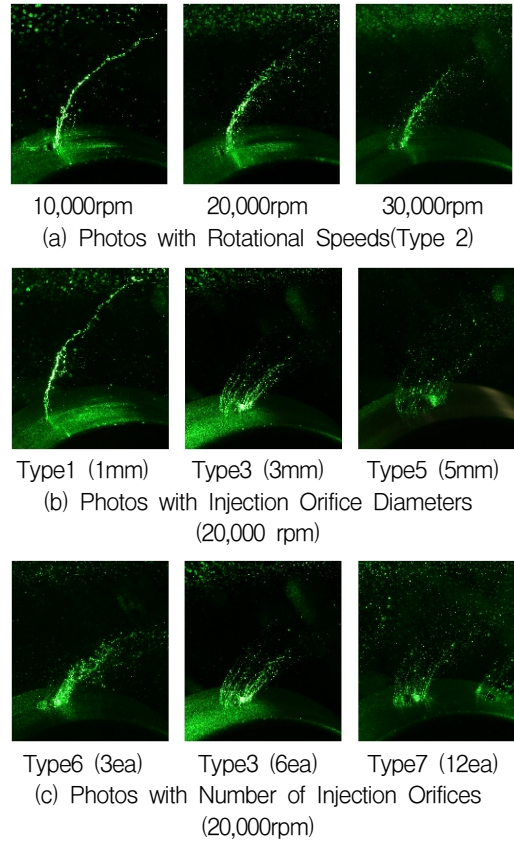 10,000rpm 20,000rpm 30,000rpm
(a) Photos with Rotational Speeds(Type 2)
Type1 (1mm) Type3 (3mm) Type5 (5mm)
(b) Photos with Injection Orifice Diameters
(20,000 rpm)
Type6 (3ea) Type3 (6ea) Type7 (12ea)
(c) Photos with Number of Injection Orifices
(20,000rpm)